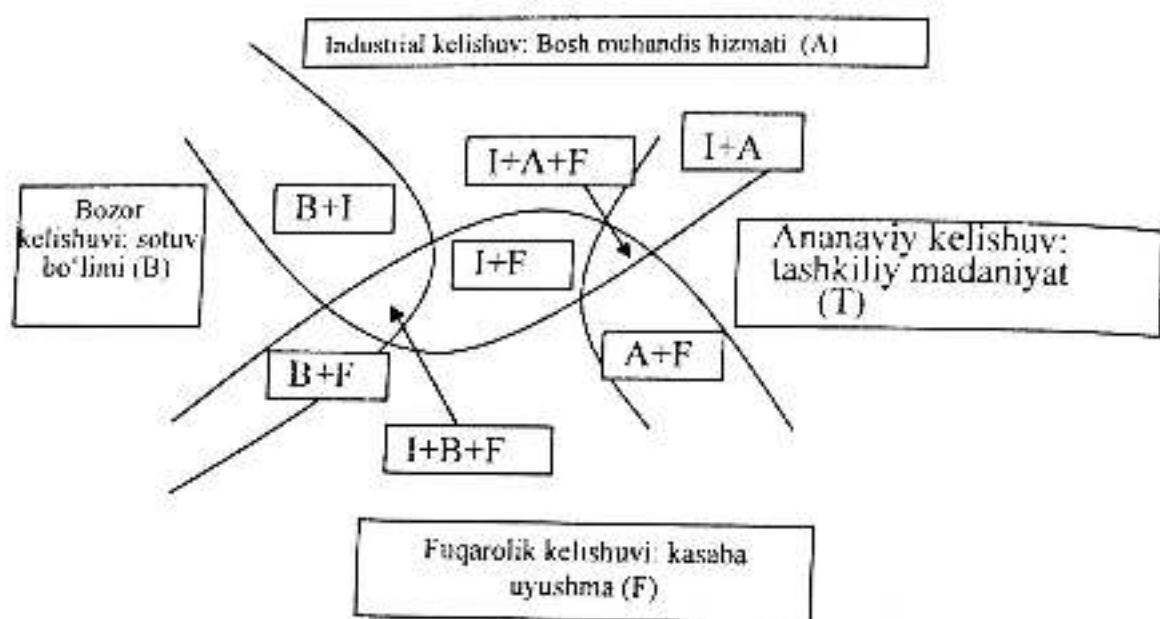 Industrial kelishuv: Bosh muhandis hizmati (A)
I+A+F
I+A
Bozor
kelishuvi: sotuv
bo‘limi (B)
B+I
I+F
Ananaviy kelishuv:
tashkiliy madaniyat
(T)
B+F
A+F
I+B+F
Fuqarolik kelishuvi: kasaba
uyushma (F)